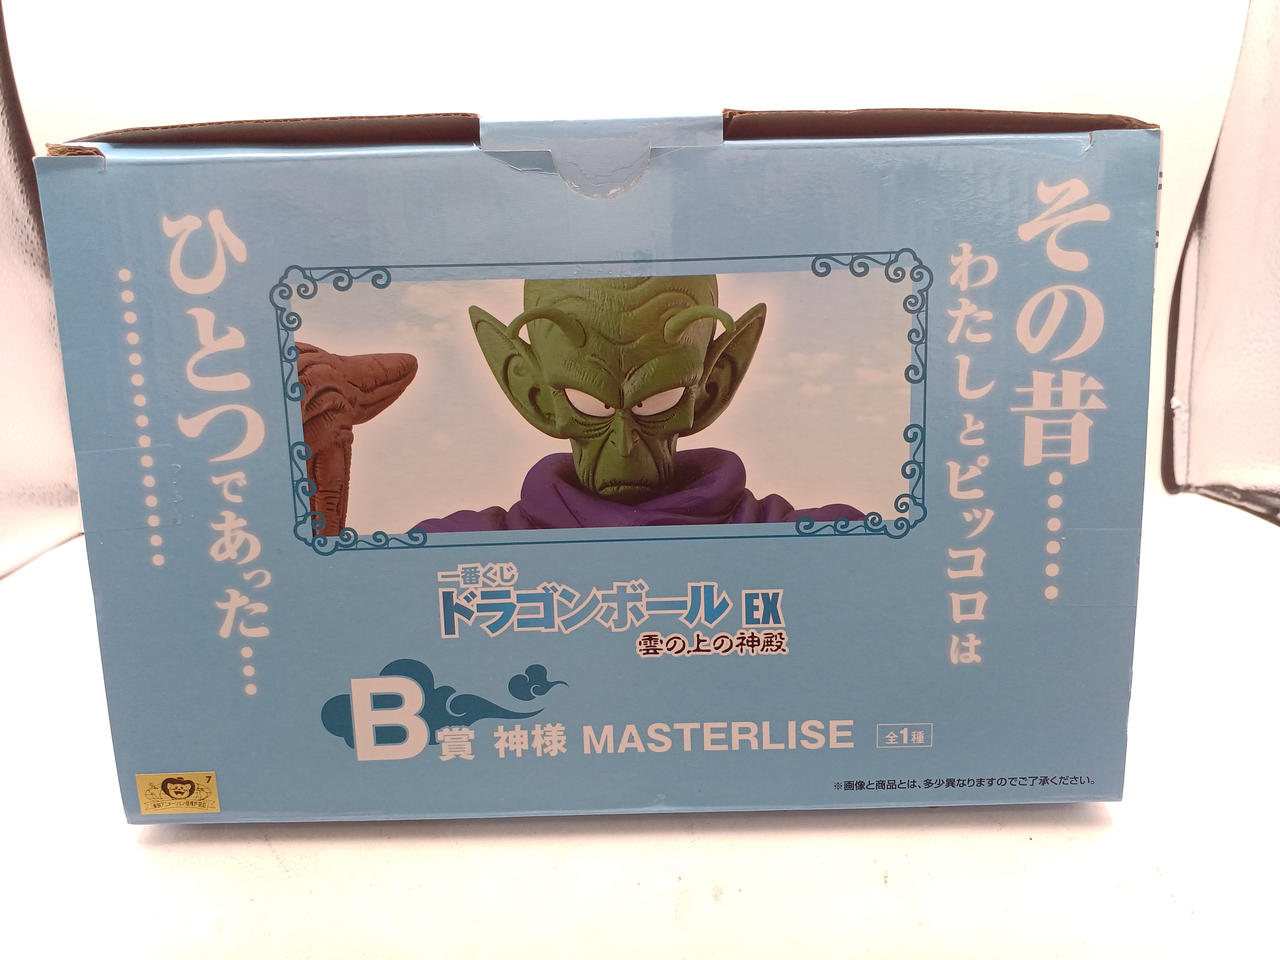 その昔……
わたしとピッコロは
ひとつであった…
……………
一番くじ
ドラゴンボール EX
雲の上の神殿
B賞 神様 MASTERLISE 全1種
※画像と商品とは、多少異なりますのでご了承ください。
7